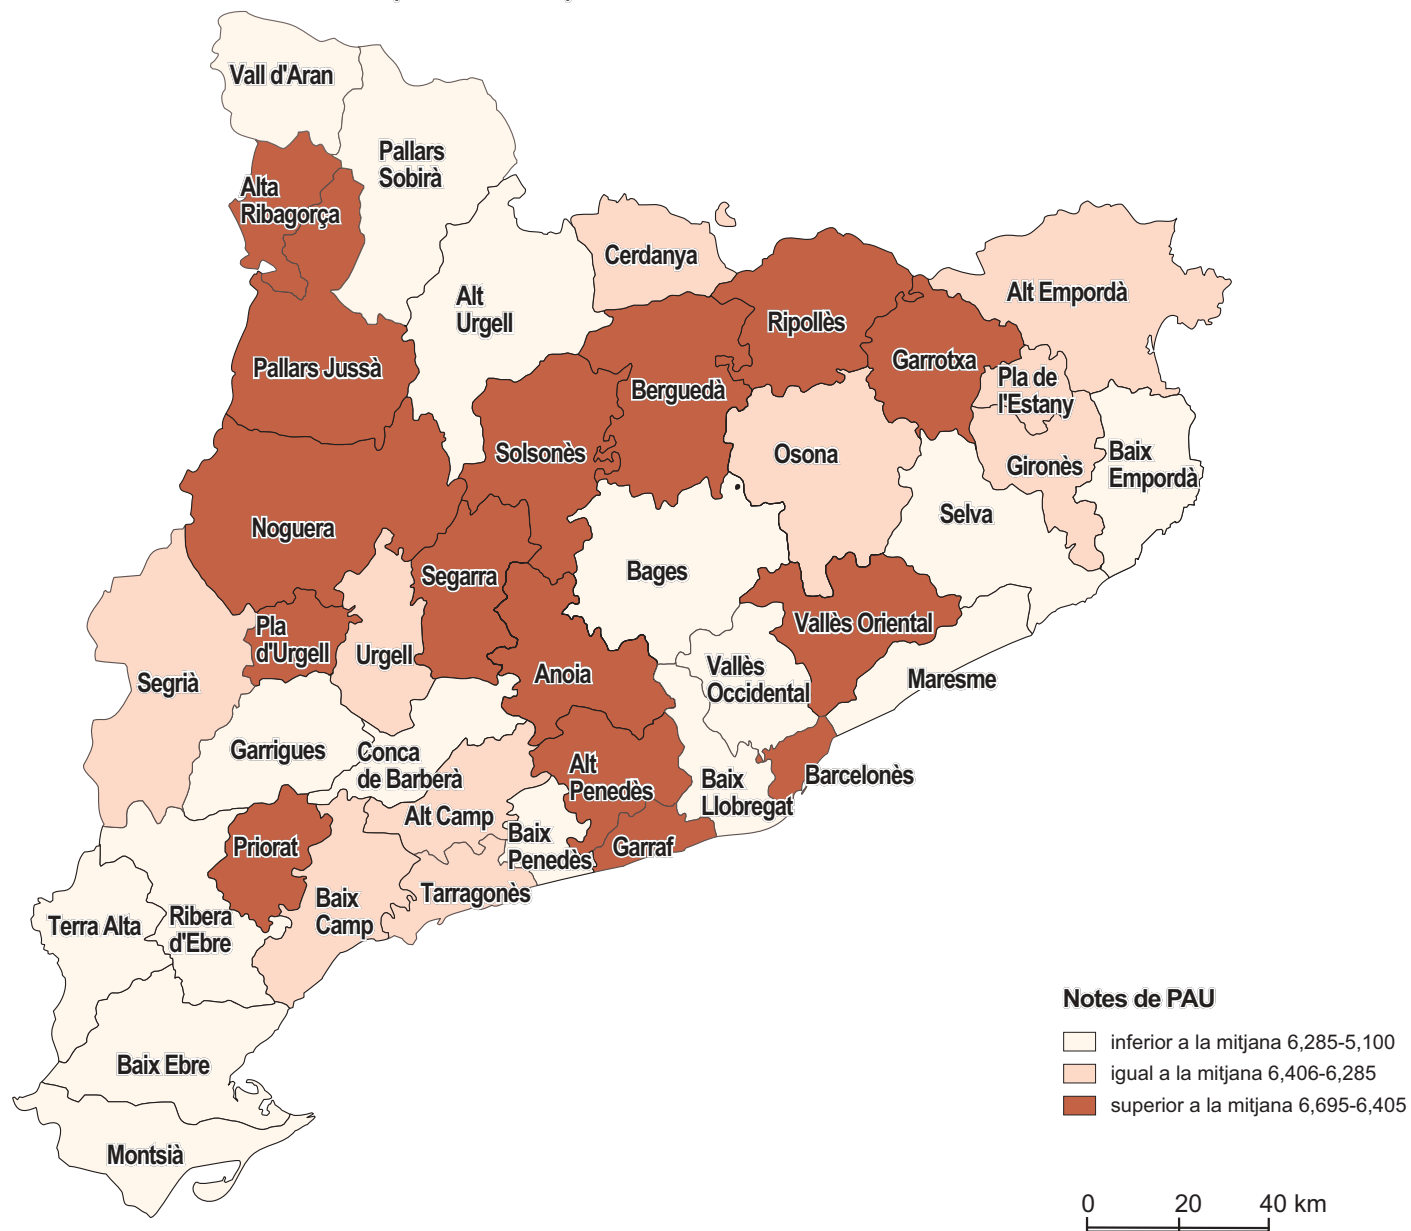 Vall d'Aran
Pallars
Sobirà
Alta
Ribagorça
Cerdanya
Alt
Urgell
Alt Empordà
Ripollès
Garrotxa
Pallars Jussà
Pla de
l'Estany
Berguedà
Solsonès
Osona
Gironès
Baix
Empordà
Noguera
Selva
Segarra
Bages
Pla
d'Urgell
Urgell
Vallès Oriental
Segrià
Anoia
Vallès
Occidental
Maresme
Garrigues
Conca
de Barberà
Alt
Penedès
Baix
Llobregat
Barcelonès
Alt Camp
Baix
Penedès
Garraf
Priorat
Tarragonès
Baix
Camp
Terra Alta
Ribera
d'Ebre
Baix Ebre
Montsià
Notes de PAU
inferior a la mitjana 6,285-5,100
igual a la mitjana 6,406-6,285
superior a la mitjana 6,695-6,405
0 20 40 km